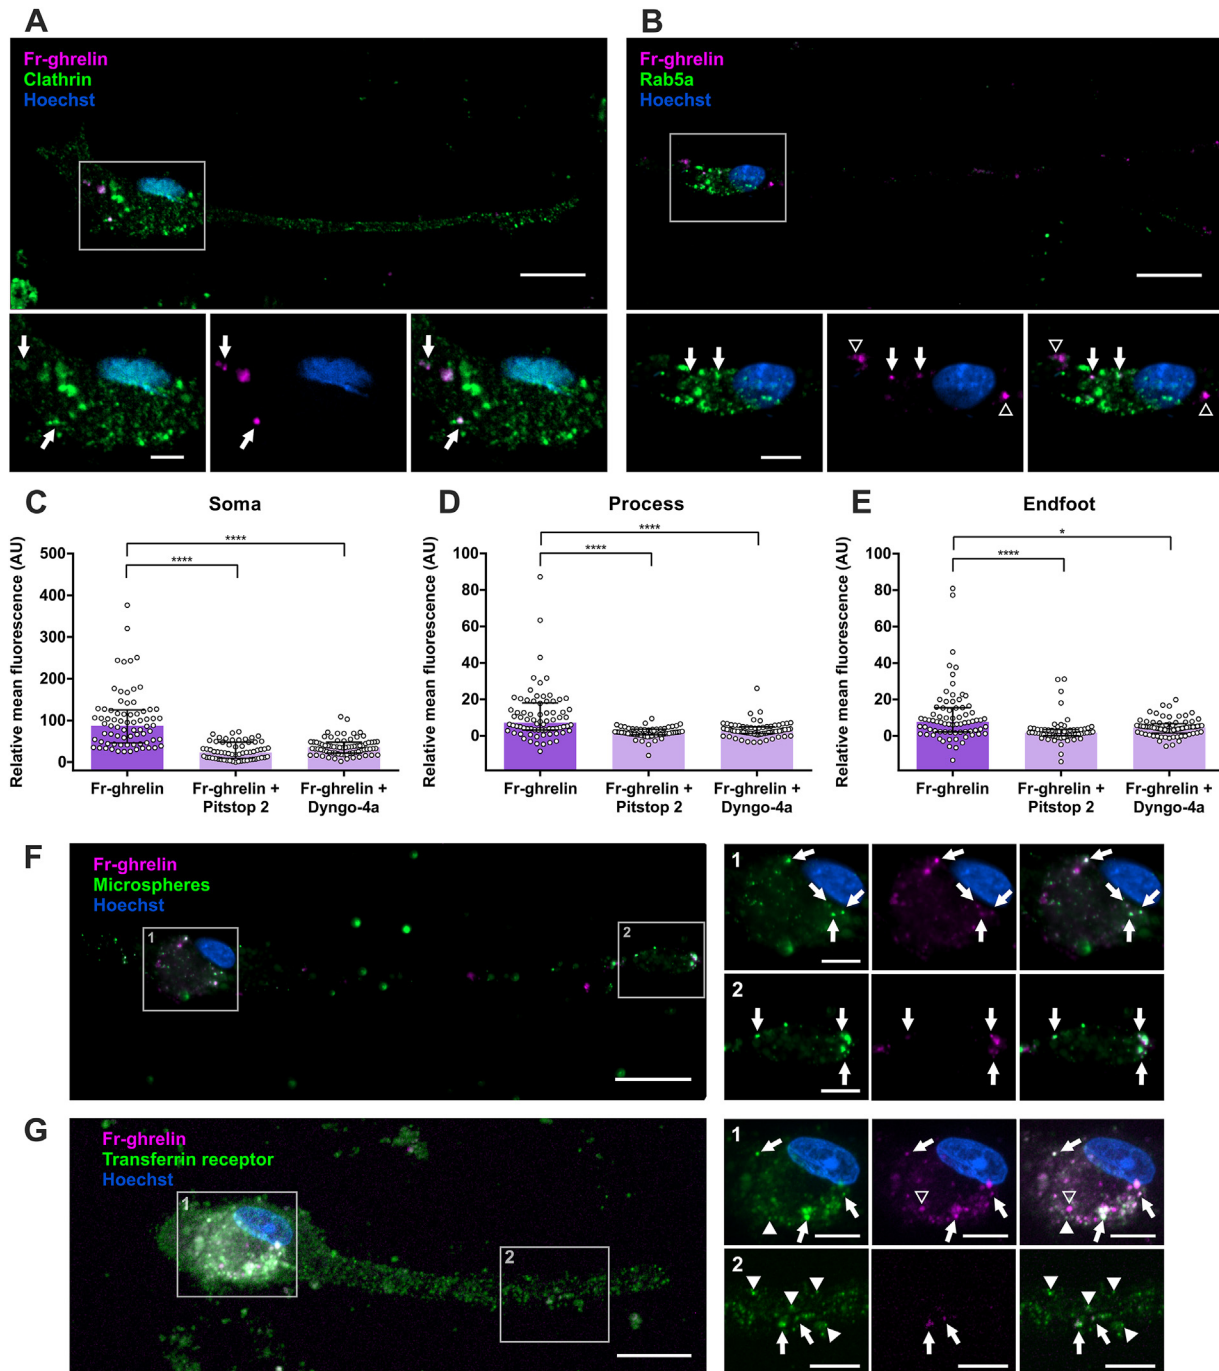 A
Fr-ghrelin
Clathrin
Hoechst
B
Fr-ghrelin
Rab5a
Hoechst
C
Soma
Relative mean fluorescence (AU)
500
400
300
200
100
0
****
****
Fr-ghrelin
Fr-ghrelin +
Pitstop 2
Fr-ghrelin +
Dyngo-4a
D
Process
Relative mean fluorescence (AU)
100
80
60
40
20
0
****
****
Fr-ghrelin
Fr-ghrelin +
Pitstop 2
Fr-ghrelin +
Dyngo-4a
E
Endfoot
Relative mean fluorescence (AU)
100
80
60
40
20
0
*
****
Fr-ghrelin
Fr-ghrelin +
Pitstop 2
Fr-ghrelin +
Dyngo-4a
F
Fr-ghrelin
Microspheres
Hoechst
1
2
1
2
G
Fr-ghrelin
Transferrin receptor
Hoechst
1
2
1
2